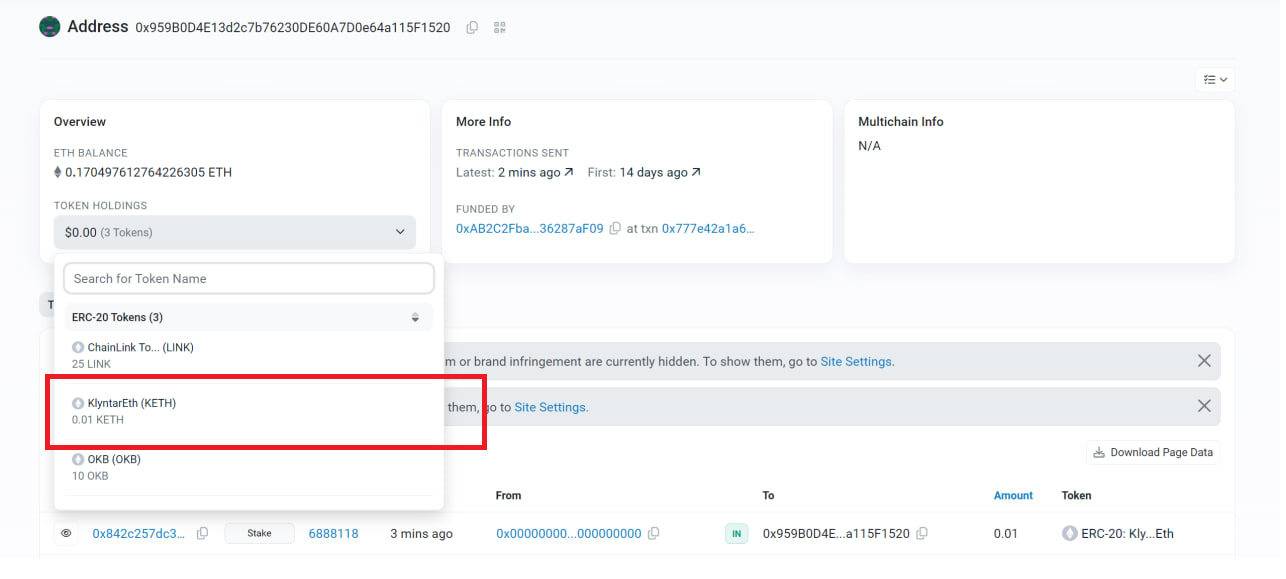 Address 0x959B0D4E13d2c7b76230DE60A7D0e64a115F1520
Overview
ETH BALANCE
0.170497612764226305 ETH
TOKEN HOLDINGS
$0.00 (3 Tokens)
Search for Token Name
ERC-20 Tokens (3)
ChainLink To... (LINK)
25 LINK
KlyntarEth (KETH)
0.01 KETH
OKB (OKB)
10 OKB
More Info
TRANSACTIONS SENT
Latest: 2 mins ago First: 14 days ago
FUNDED BY
0xAB2C2Fba...36287aF09 at txn 0x777e42a1a6...
Multichain Info
N/A
m or brand infringement are currently hidden. To show them, go to Site Settings.
them, go to Site Settings.
Download Page Data
From To Amount Token
0x842c257dc3... Stake 6888118 3 mins ago 0x00000000...000000000 IN 0x959B0D4E...a115F1520 0.01 ERC-20: Kly...Eth